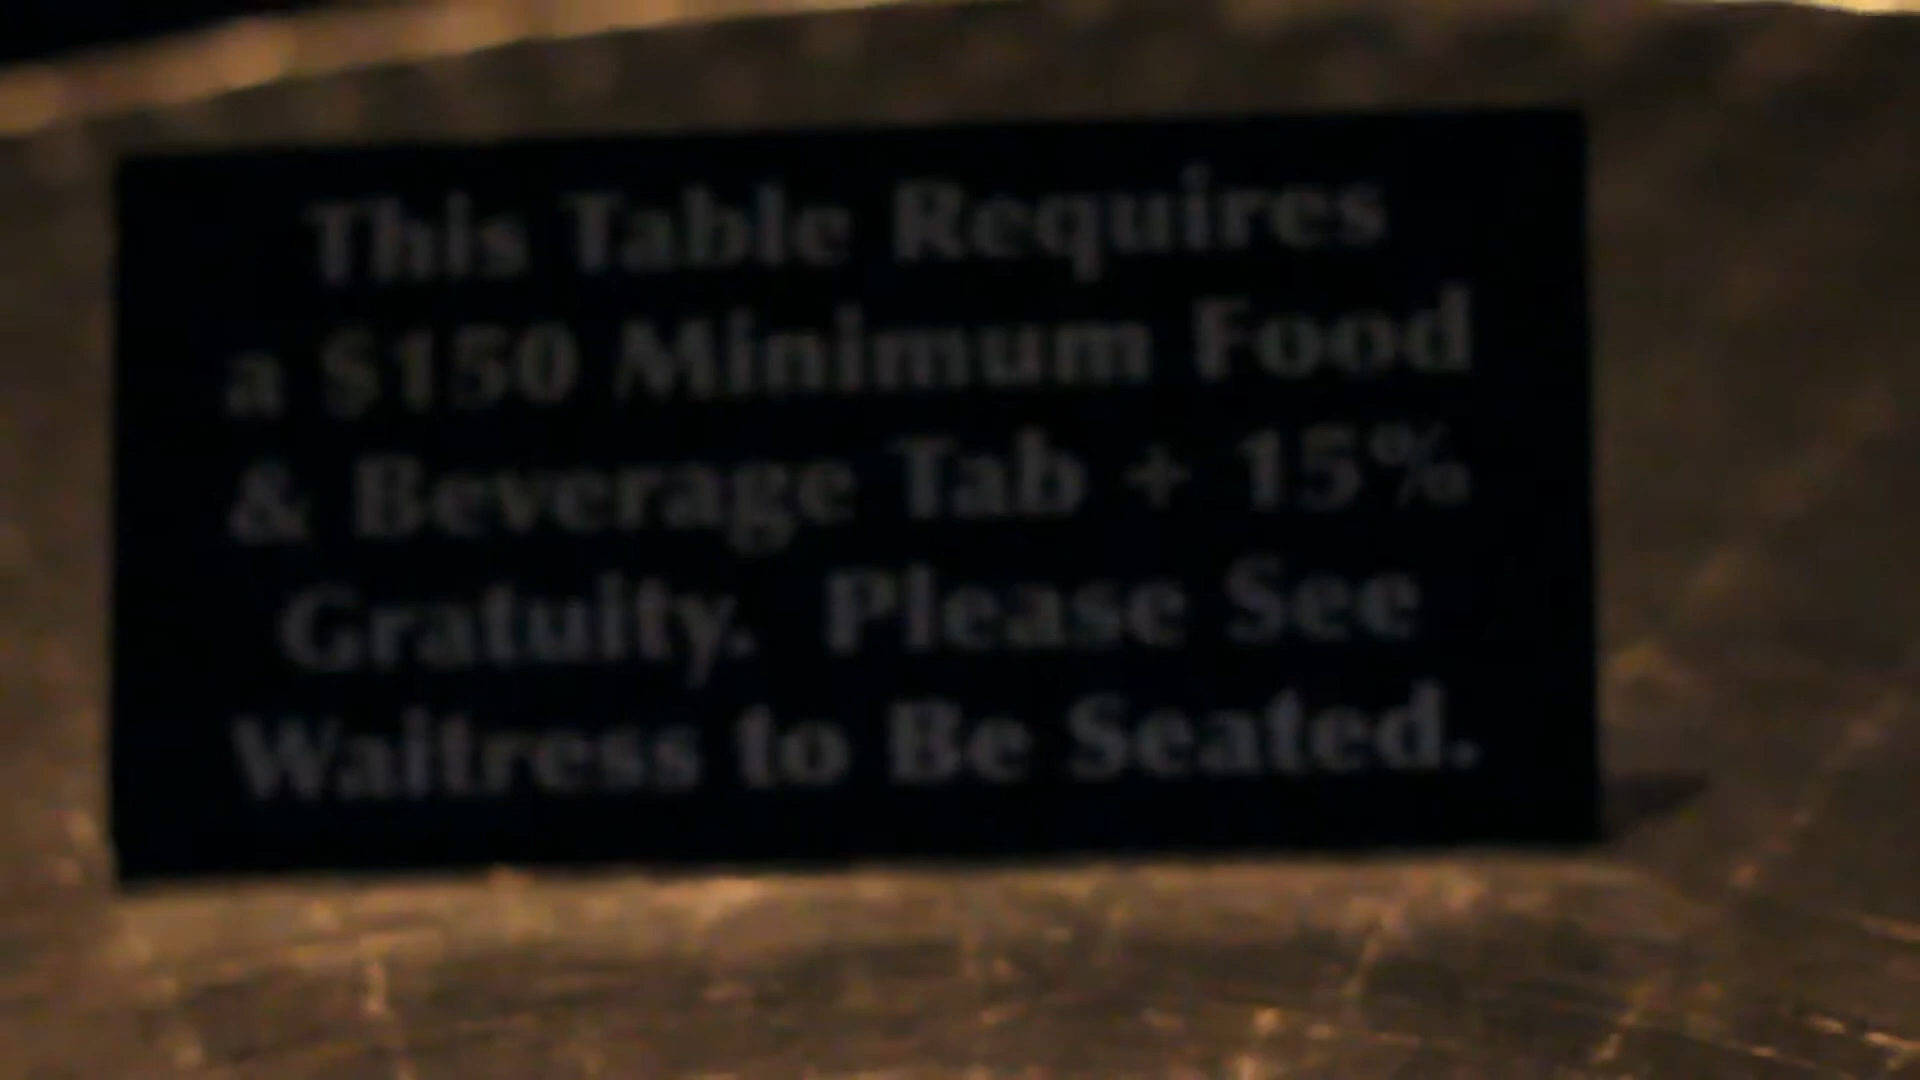 This Table Requires
a $150 Minimum Food
& Beverage Tab + 15%
Gratuity. Please See
Waitress to Be Seated.